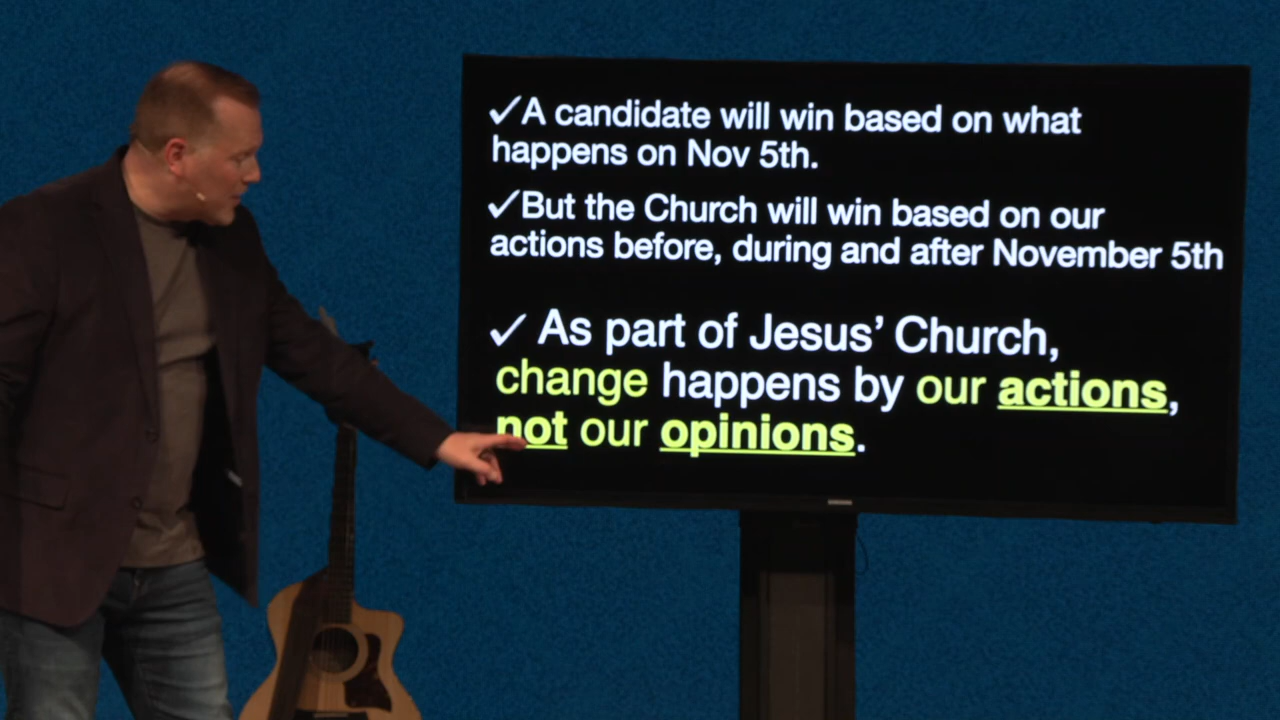 ✓A candidate will win based on what
happens on Nov 5th.
✓But the Church will win based on our
actions before, during and after November 5th
✓ As part of Jesus’ Church,
change happens by our actions,
not our opinions.